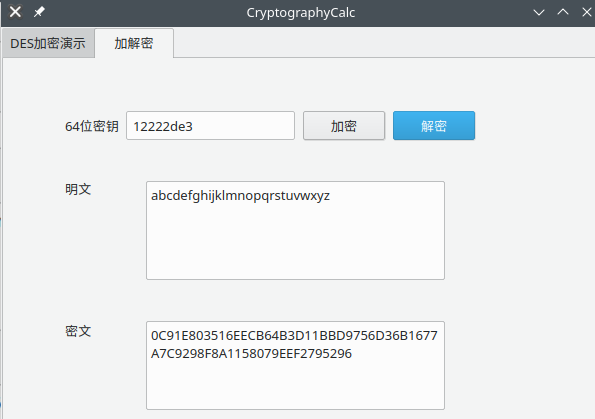 CryptographyCalc
DES加密演示 加解密
64位密钥 12222de3 加密 解密
明文 abcdefghijklmnopqrstuvwxyz
密文 0C91E803516EECB64B3D11BBD9756D36B1677
A7C9298F8A1158079EEF2795296